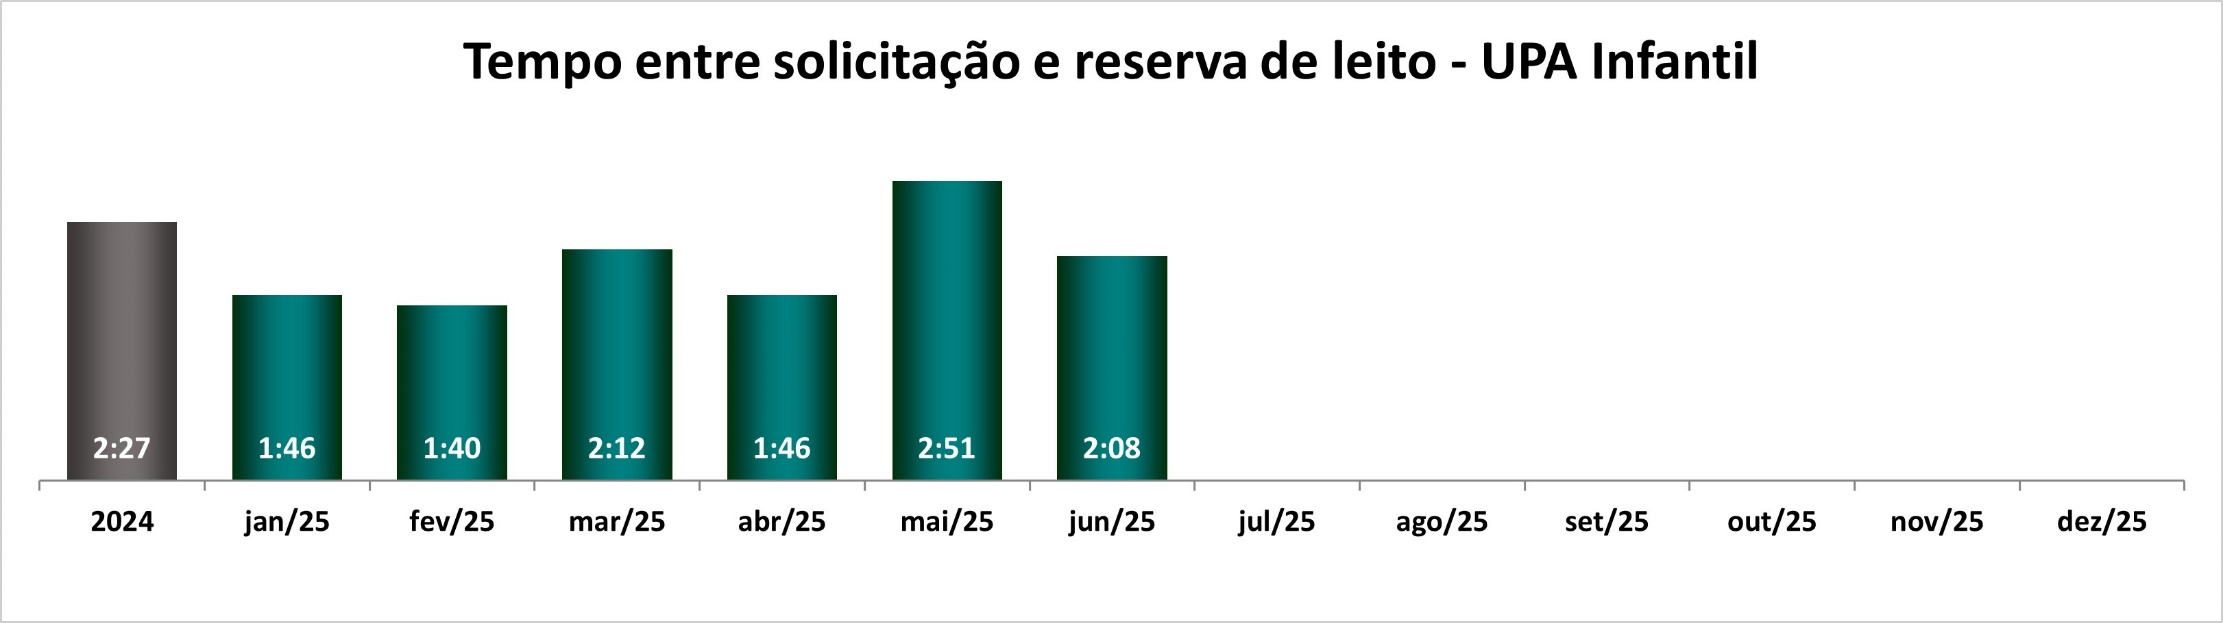 Tempo entre solicitação e reserva de leito - UPA Infantil
2:27 1:46 1:40 2:12 1:46 2:51 2:08
2024 jan/25 fev/25 mar/25 abr/25 mai/25 jun/25 jul/25 ago/25 set/25 out/25 nov/25 dez/25